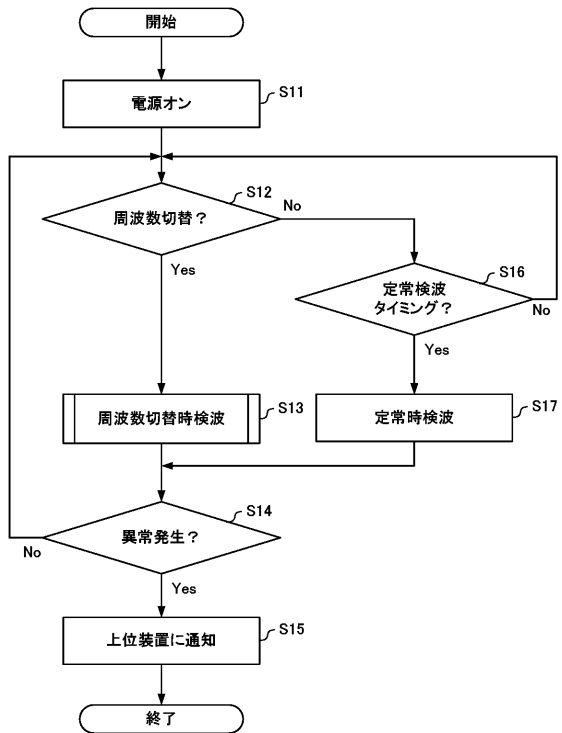 開始
電源オン
S11
周波数切替？
S12
No
Yes
定常検波
タイミング？
S16
No
Yes
周波数切替時検波
S13
定常時検波
S17
異常発生？
S14
No
Yes
上位装置に通知
S15
終了